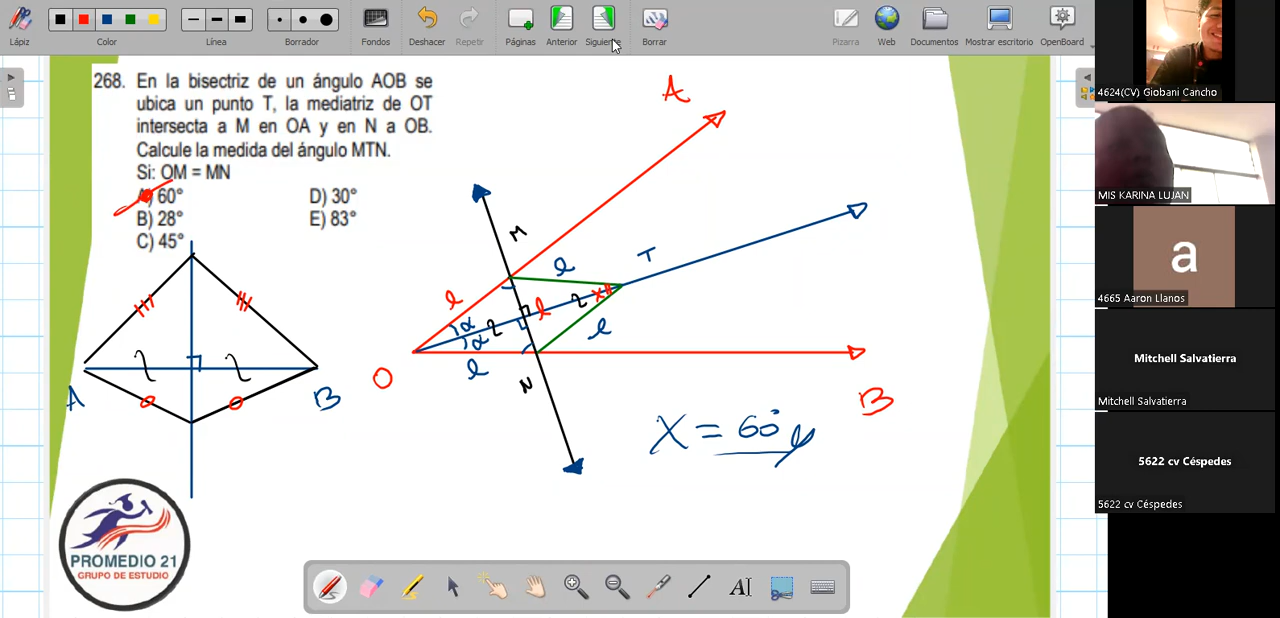 Lápiz
Color
Línea
Borrador
Fondos
Deshacer
Repetir
Páginas
Anterior
Siguiente
Borrar
Pizarra
Web
Documentos
Mostrar escritorio
OpenBoard
268. En la bisectriz de un ángulo AOB se
ubica un punto T, la mediatriz de OT
intersecta a M en OA y en N a OB.
Calcule la medida del ángulo MTN.
Si: OM = MN
A) 60°
D) 30°
B) 28°
E) 83°
C) 45°
A
M
l
T
l
x
l
α
α
l
l
O
N
B
A
B
X = 60°
PROMEDIO 21
GRUPO DE ESTUDIO
AI
4624(CV) Giobani Cancho
MIS KARINA LUJAN
a
4665 Aaron Llanos
Mitchell Salvatierra
Mitchell Salvatierra
5622 cv Céspedes
5622 cv Céspedes